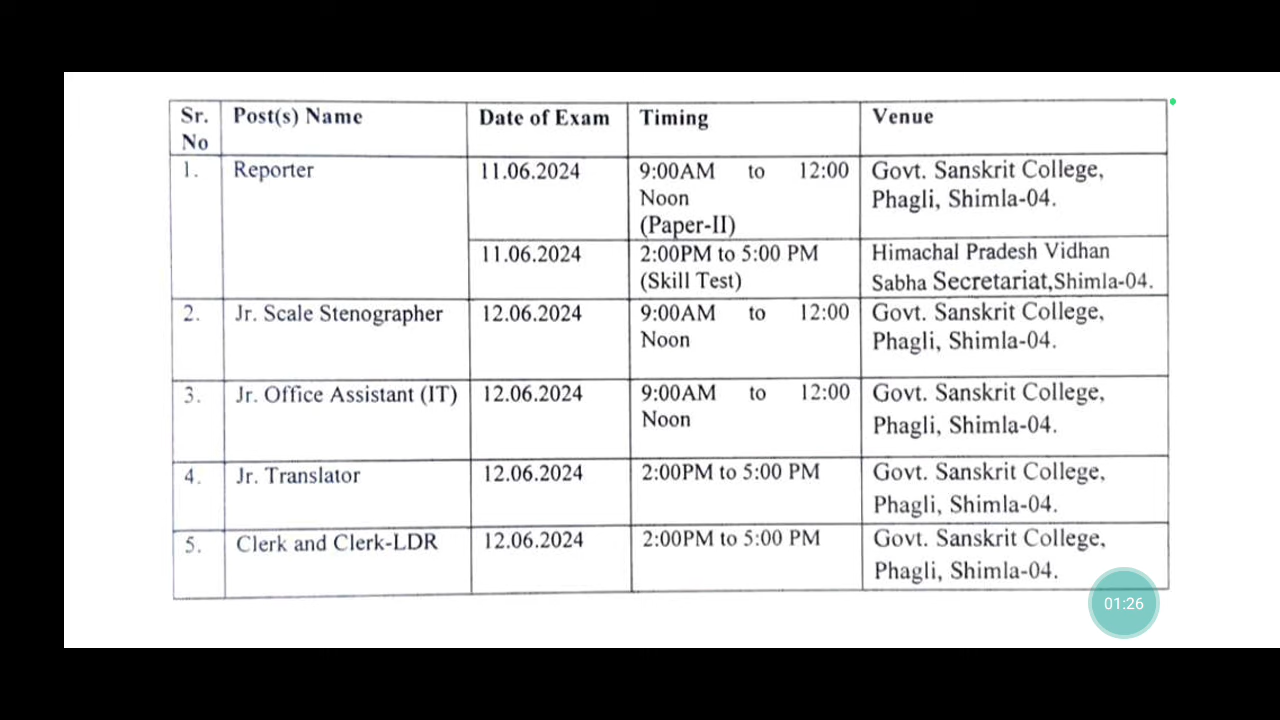 Sr. No | Post(s) Name | Date of Exam | Timing | Venue
1. | Reporter | 11.06.2024 | 9:00AM to 12:00 Noon (Paper-II) | Govt. Sanskrit College, Phagli, Shimla-04.
11.06.2024 | 2:00PM to 5:00 PM (Skill Test) | Himachal Pradesh Vidhan Sabha Secretariat,Shimla-04.
2. | Jr. Scale Stenographer | 12.06.2024 | 9:00AM to 12:00 Noon | Govt. Sanskrit College, Phagli, Shimla-04.
3. | Jr. Office Assistant (IT) | 12.06.2024 | 9:00AM to 12:00 Noon | Govt. Sanskrit College, Phagli, Shimla-04.
4. | Jr. Translator | 12.06.2024 | 2:00PM to 5:00 PM | Govt. Sanskrit College, Phagli, Shimla-04.
5. | Clerk and Clerk-LDR | 12.06.2024 | 2:00PM to 5:00 PM | Govt. Sanskrit College, Phagli, Shimla-04.
01:26